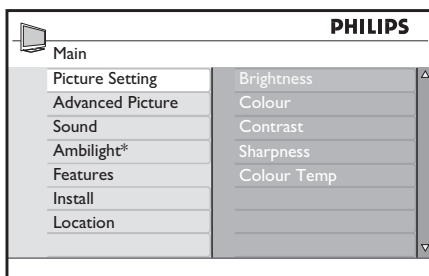 PHILIPS
Main
Picture Setting
Advanced Picture
Sound
Ambilight*
Features
Install
Location
Brightness
Colour
Contrast
Sharpness
Colour Temp